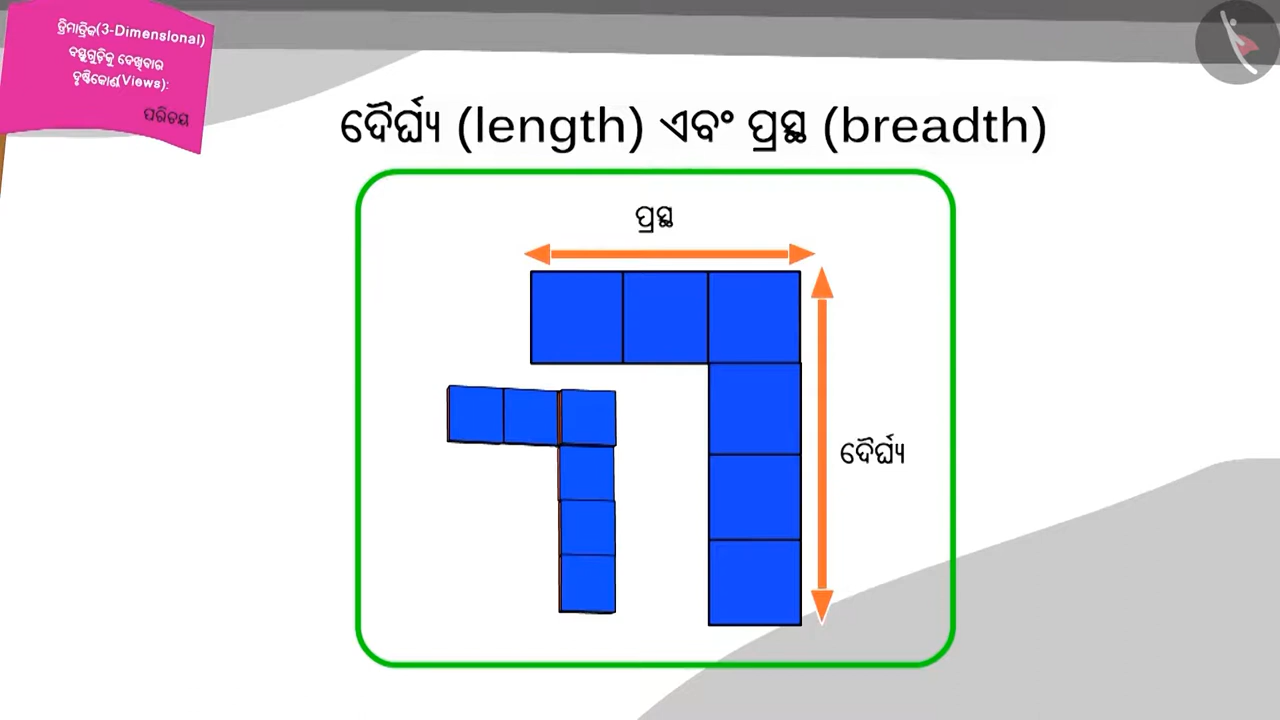 ତ୍ରିମାତ୍ରିକ(3-Dimensional)
ବସ୍ତୁଗୁଡ଼ିକୁ ଦେଖିବାର
ଦୃଷ୍ଟିକୋଣ(Views):
ପରିଚୟ
ଦୈର୍ଘ୍ୟ (length) ଏବଂ ପ୍ରସ୍ଥ (breadth)
ପ୍ରସ୍ଥ
ଦୈର୍ଘ୍ୟ